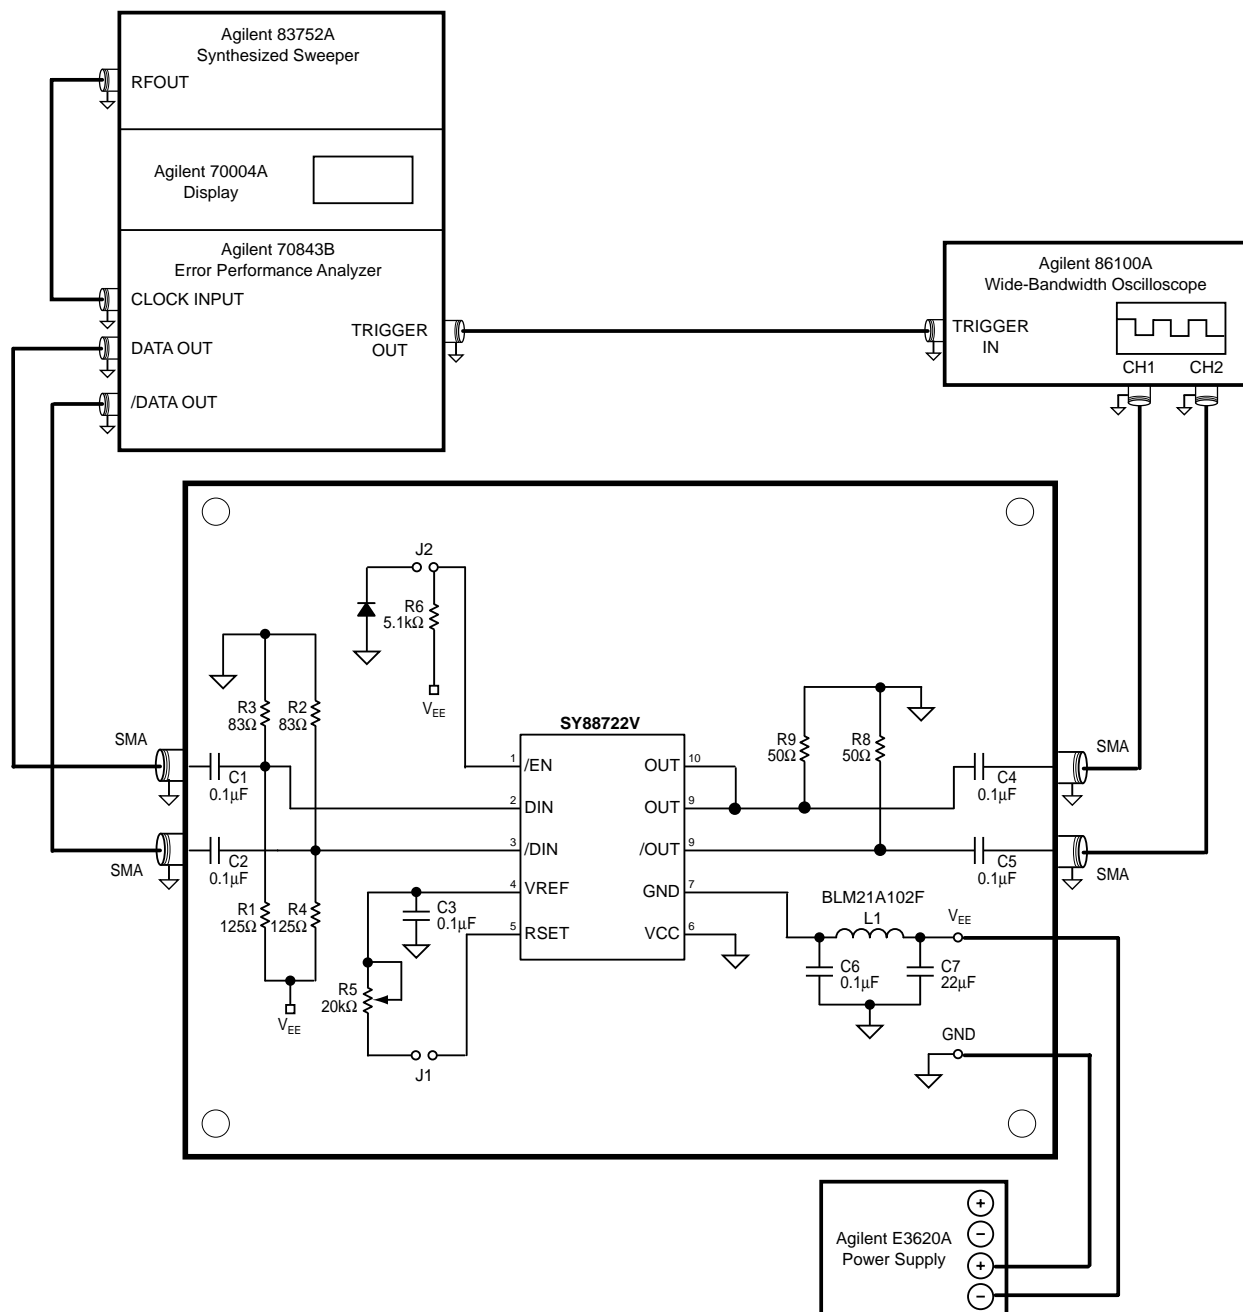 Agilent 83752A
Synthesized Sweeper
RFOUT
Agilent 70004A
Display
Agilent 70843B
Error Performance Analyzer
CLOCK INPUT
DATA OUT
/DATA OUT
TRIGGER
OUT
Agilent 86100A
Wide-Bandwidth Oscilloscope
TRIGGER
IN
CH1
CH2
J2
R6
5.1kΩ
VEE
R3
83Ω
R2
83Ω
SMA
C1
0.1µF
C2
0.1µF
SMA
R1
125Ω
R4
125Ω
VEE
C3
0.1µF
R5
20kΩ
J1
SY88722V
1
/EN
2
DIN
3
/DIN
4
VREF
5
RSET
OUT
10
OUT
9
/OUT
9
GND
7
VCC
6
R9
50Ω
R8
50Ω
C4
0.1µF
SMA
C5
0.1µF
SMA
BLM21A102F
L1
VEE
C6
0.1µF
C7
22µF
GND
Agilent E3620A
Power Supply
+
−
+
−